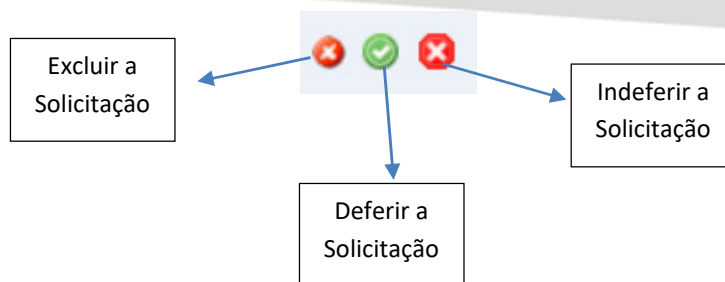 Excluir a
Solicitação
Indeferir a
Solicitação
Deferir a
Solicitação